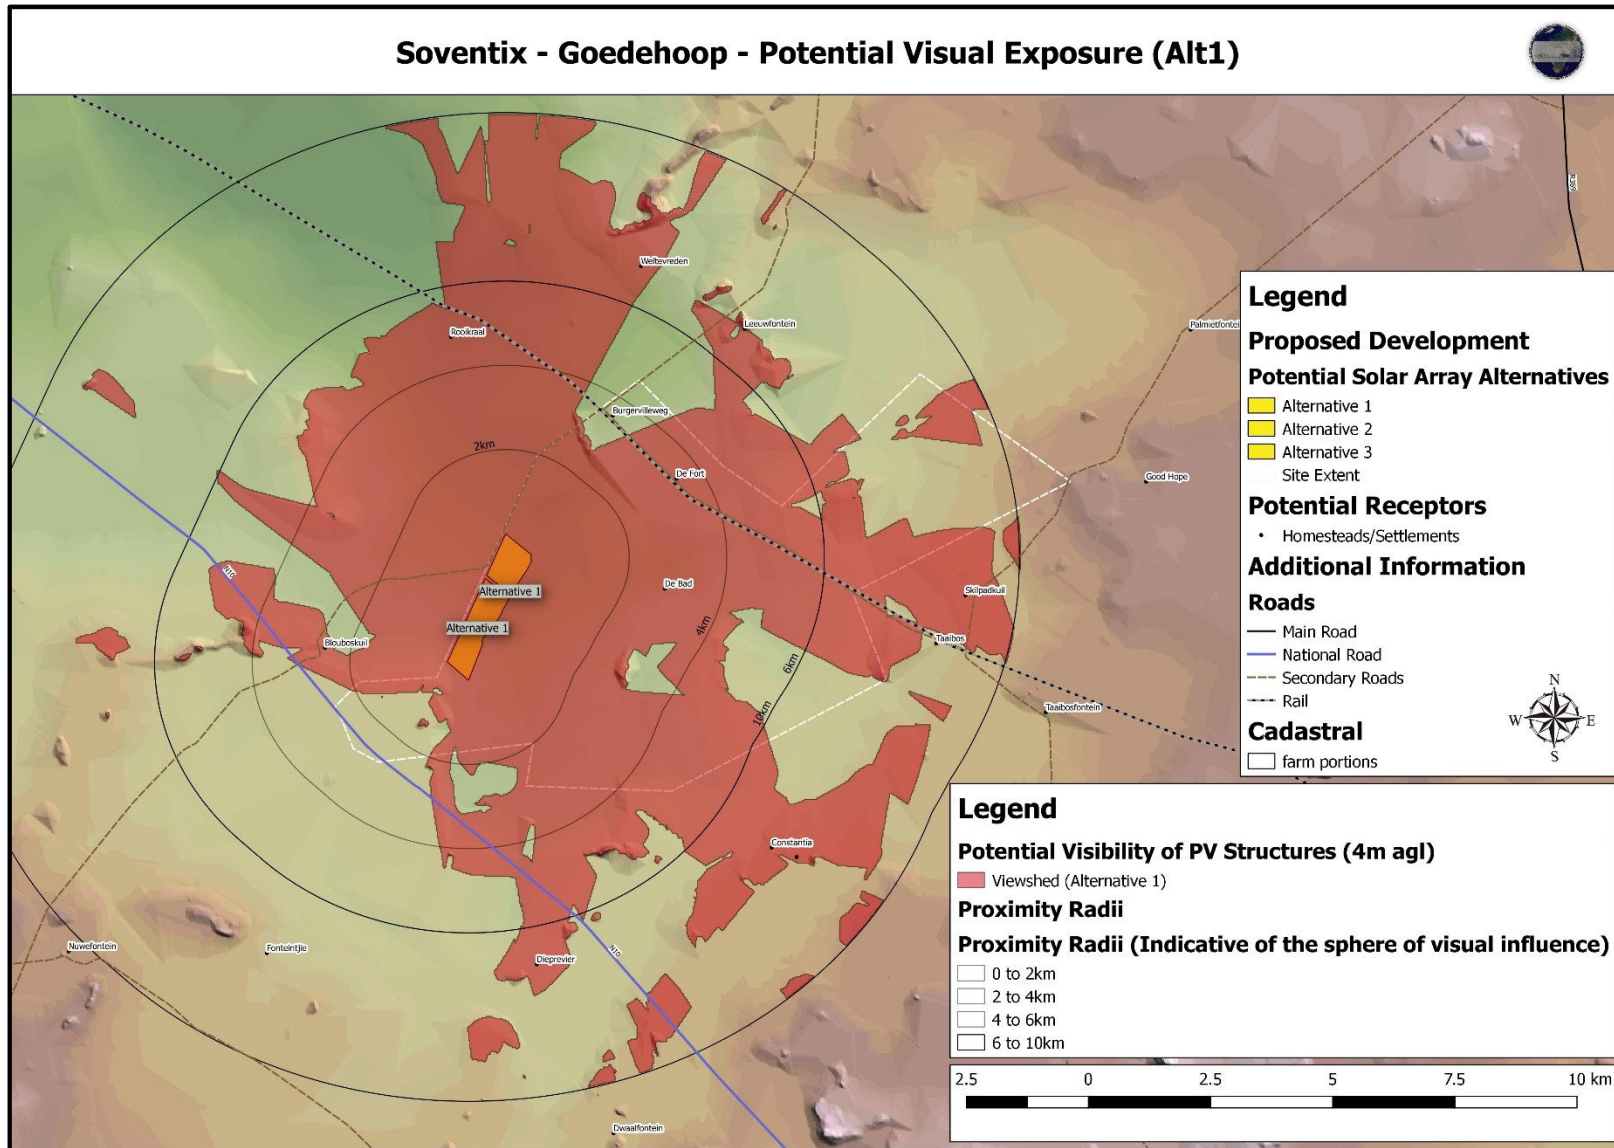 Soventix - Goedehoop - Potential Visual Exposure (Alt1)
R389
Weltevreden
Rooikraal
Leeuwfontein
Palmietfontei
Burgervilleweg
2km
De Fort
Good Hope
N10
Alternative 1
De Bad
Skilpadkuil
Alternative 1
4km
Blouboskuil
Taaibos
6km
10km
Taaibosfontein
Constantia
Nuwefontein
Fonteintjie
N10
Dieprevier
Dwaalfontein
Legend
Proposed Development
Potential Solar Array Alternatives
Alternative 1
Alternative 2
Alternative 3
Site Extent
Potential Receptors
Homesteads/Settlements
Additional Information
Roads
Main Road
National Road
Secondary Roads
Rail
Cadastral
farm portions
N
W
E
S
Legend
Potential Visibility of PV Structures (4m agl)
Viewshed (Alternative 1)
Proximity Radii
Proximity Radii (Indicative of the sphere of visual influence)
0 to 2km
2 to 4km
4 to 6km
6 to 10km
2.5 0 2.5 5 7.5 10 km